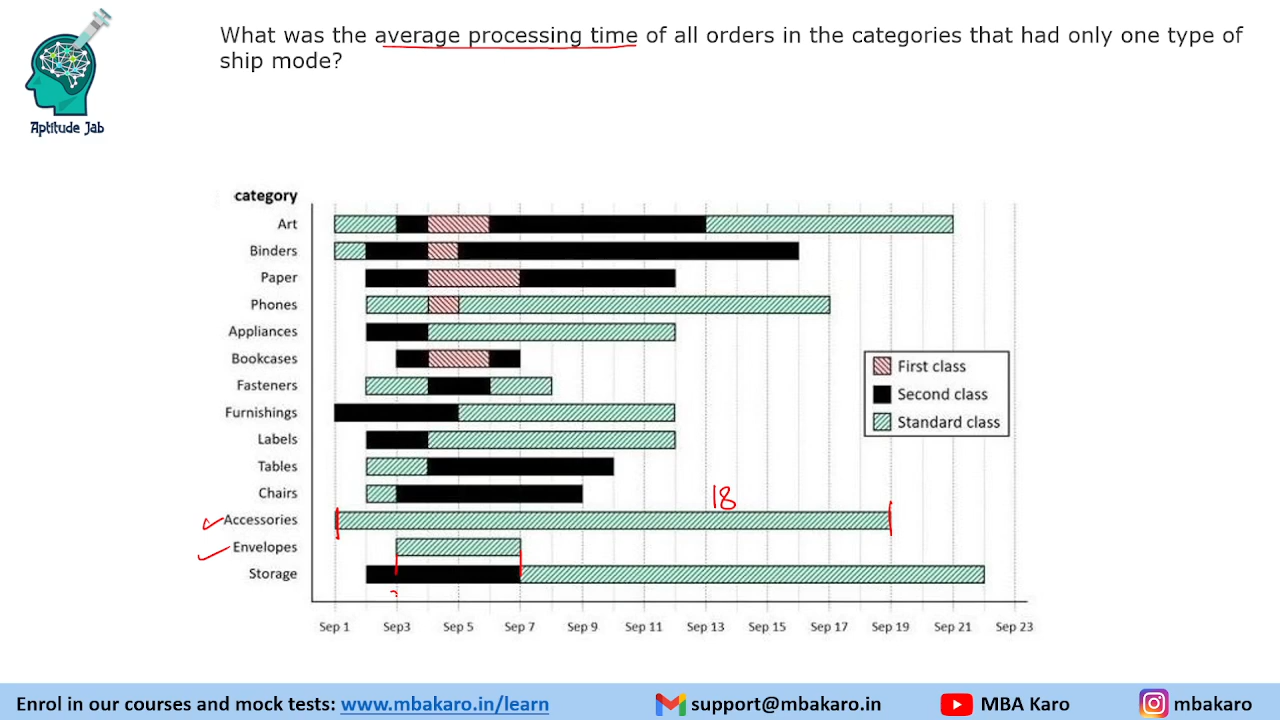 What was the average processing time of all orders in the categories that had only one type of
ship mode?
Aptitude Jab
category
Art
Binders
Paper
Phones
Appliances
Bookcases
Fasteners
Furnishings
Labels
Tables
Chairs
Accessories
Envelopes
Storage
18
First class
Second class
Standard class
Sep 1 Sep3 Sep 5 Sep 7 Sep 9 Sep 11 Sep 13 Sep 15 Sep 17 Sep 19 Sep 21 Sep 23
Enrol in our courses and mock tests: www.mbakaro.in/learn support@mbakaro.in MBA Karo mbakaro